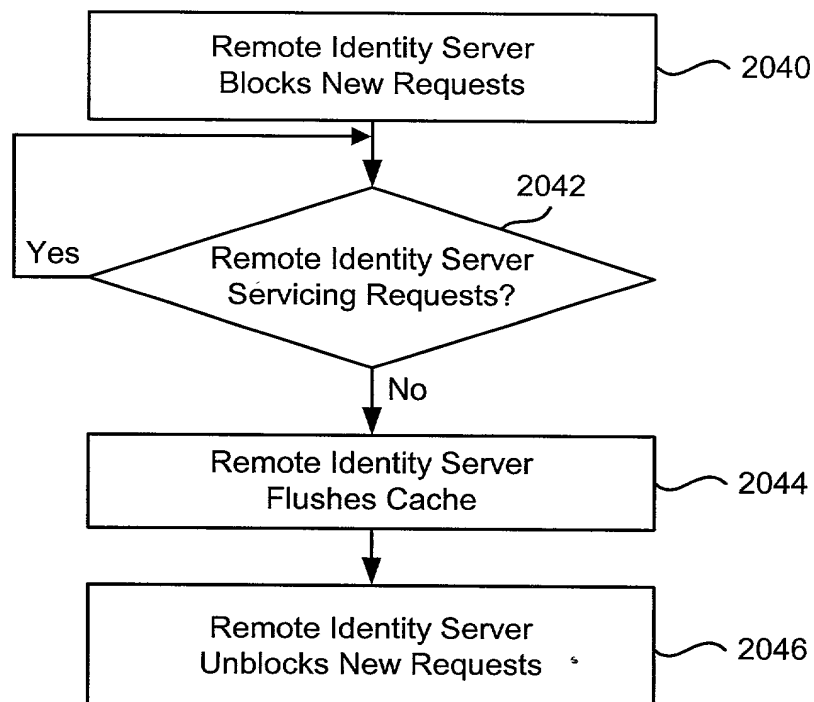 Remote Identity Server
Blocks New Requests
2040
2042
Yes
Remote Identity Server
Servicing Requests?
No
Remote Identity Server
Flushes Cache
2044
Remote Identity Server
Unblocks New Requests
2046